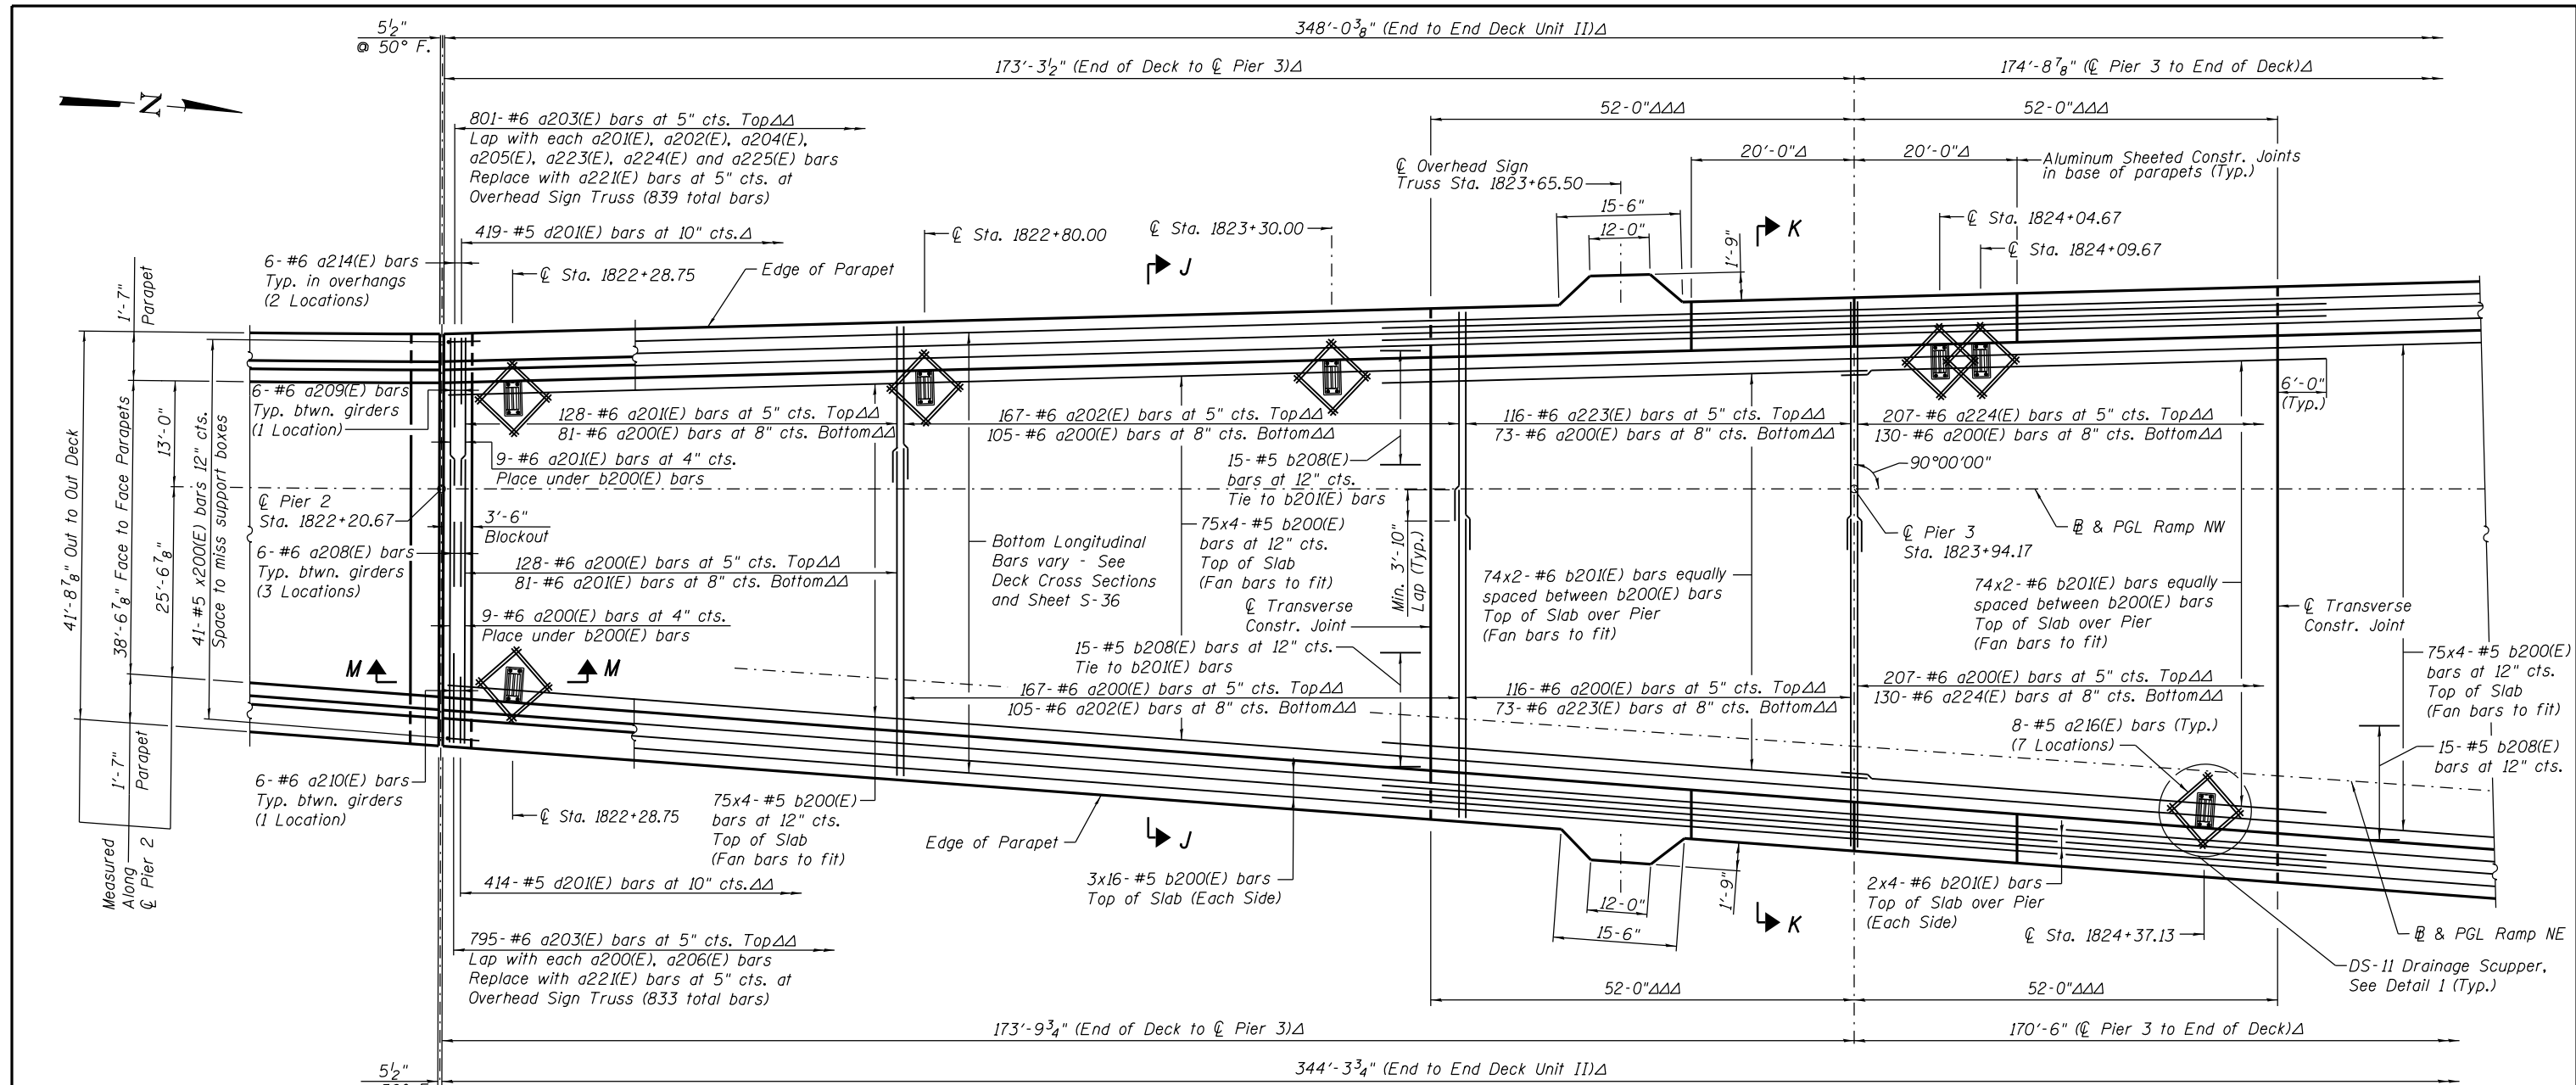 5½"
@ 50° F.
348'-0⅜" (End to End Deck Unit II)Δ
173'-3½" (End of Deck to ℄ Pier 3)Δ
174'-8⅞" (℄ Pier 3 to End of Deck)Δ
N
52-0"ΔΔΔ
52-0"ΔΔΔ
801- #6 a203(E) bars at 5" cts. TopΔΔ
Lap with each a201(E), a202(E), a204(E),
a205(E), a223(E), a224(E) and a225(E) bars
Replace with a221(E) bars at 5" cts. at
Overhead Sign Truss (839 total bars)
℄ Overhead Sign
Truss Sta. 1823+65.50
20'-0"Δ
20'-0"Δ
Aluminum Sheeted Constr. Joints
in base of parapets (Typ.)
419- #5 d201(E) bars at 10" cts.Δ
℄ Sta. 1822+80.00
℄ Sta. 1823+30.00
15-6"
12-0"
1'-9"
K
℄ Sta. 1824+04.67
℄ Sta. 1824+09.67
6- #6 a214(E) bars
Typ. in overhangs
(2 Locations)
℄ Sta. 1822+28.75
Edge of Parapet
J
1'-7"
Parapet
41'-8⅞" Out to Out Deck
38'-6⅞" Face to Face Parapets
13'-0"
25'-6⅞"
41- #5 x200(E) bars 12" cts.
Space to miss support boxes
6- #6 a209(E) bars
Typ. btwn. girders
(1 Location)
128- #6 a201(E) bars at 5" cts. TopΔΔ
81- #6 a200(E) bars at 8" cts. BottomΔΔ
167- #6 a202(E) bars at 5" cts. TopΔΔ
105- #6 a200(E) bars at 8" cts. BottomΔΔ
116- #6 a223(E) bars at 5" cts. TopΔΔ
73- #6 a200(E) bars at 8" cts. BottomΔΔ
207- #6 a224(E) bars at 5" cts. TopΔΔ
130- #6 a200(E) bars at 8" cts. BottomΔΔ
6'-0"
(Typ.)
9- #6 a201(E) bars at 4" cts.
Place under b200(E) bars
15- #5 b208(E)
bars at 12" cts.
Tie to b201(E) bars
90°00'00"
℄ Pier 2
Sta. 1822+20.67
3'-6"
Blockout
6- #6 a208(E) bars
Typ. btwn. girders
(3 Locations)
128- #6 a200(E) bars at 5" cts. TopΔΔ
81- #6 a201(E) bars at 8" cts. BottomΔΔ
Bottom Longitudinal
Bars vary - See
Deck Cross Sections
and Sheet S-36
75x4- #5 b200(E)
bars at 12" cts.
Top of Slab
(Fan bars to fit)
Min. 3'-10"
Lap (Typ.)
℄ Pier 3
Sta. 1823+94.17
℄ & PGL Ramp NW
74x2- #6 b201(E) bars equally
spaced between b200(E) bars
Top of Slab over Pier
(Fan bars to fit)
74x2- #6 b201(E) bars equally
spaced between b200(E) bars
Top of Slab over Pier
(Fan bars to fit)
℄ Transverse
Constr. Joint
℄ Transverse
Constr. Joint
9- #6 a200(E) bars at 4" cts.
Place under b200(E) bars
M
M
15- #5 b208(E) bars at 12" cts.
Tie to b201(E) bars
167- #6 a200(E) bars at 5" cts. TopΔΔ
105- #6 a202(E) bars at 8" cts. BottomΔΔ
116- #6 a200(E) bars at 5" cts. TopΔΔ
73- #6 a223(E) bars at 8" cts. BottomΔΔ
207- #6 a200(E) bars at 5" cts. TopΔΔ
130- #6 a224(E) bars at 8" cts. BottomΔΔ
75x4- #5 b200(E)
bars at 12" cts.
Top of Slab
(Fan bars to fit)
8- #5 a216(E) bars (Typ.)
(7 Locations)
15- #5 b208(E)
bars at 12" cts.
1'-7"
Parapet
Measured
Along
℄ Pier 2
6- #6 a210(E) bars
Typ. btwn. girders
(1 Location)
℄ Sta. 1822+28.75
75x4- #5 b200(E)
bars at 12" cts.
Top of Slab
(Fan bars to fit)
Edge of Parapet
J
414- #5 d201(E) bars at 10" cts.ΔΔ
3x16- #5 b200(E) bars
Top of Slab (Each Side)
12-0"
15-6"
1'-9"
K
2x4- #6 b201(E) bars
Top of Slab over Pier
(Each Side)
℄ Sta. 1824+37.13
℄ & PGL Ramp NE
DS-11 Drainage Scupper,
See Detail 1 (Typ.)
795- #6 a203(E) bars at 5" cts. TopΔΔ
Lap with each a200(E), a206(E) bars
Replace with a221(E) bars at 5" cts. at
Overhead Sign Truss (833 total bars)
52-0"ΔΔΔ
52-0"ΔΔΔ
173'-9¾" (End of Deck to ℄ Pier 3)Δ
170'-6" (℄ Pier 3 to End of Deck)Δ
5½"
344'-3¾" (End to End Deck Unit II)Δ